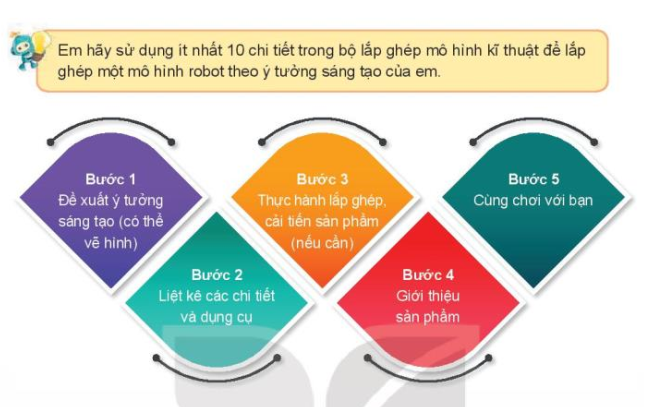 Em hãy sử dụng ít nhất 10 chi tiết trong bộ lắp ghép mô hình kĩ thuật để lắp
ghép một mô hình robot theo ý tưởng sáng tạo của em.
Bước 1
Đề xuất ý tưởng
sáng tạo (có thể
vẽ hình)
Bước 2
Liệt kê các chi tiết
và dụng cụ
Bước 3
Thực hành lắp ghép,
cải tiến sản phẩm
(nếu cần)
Bước 4
Giới thiệu
sản phẩm
Bước 5
Cùng chơi với bạn